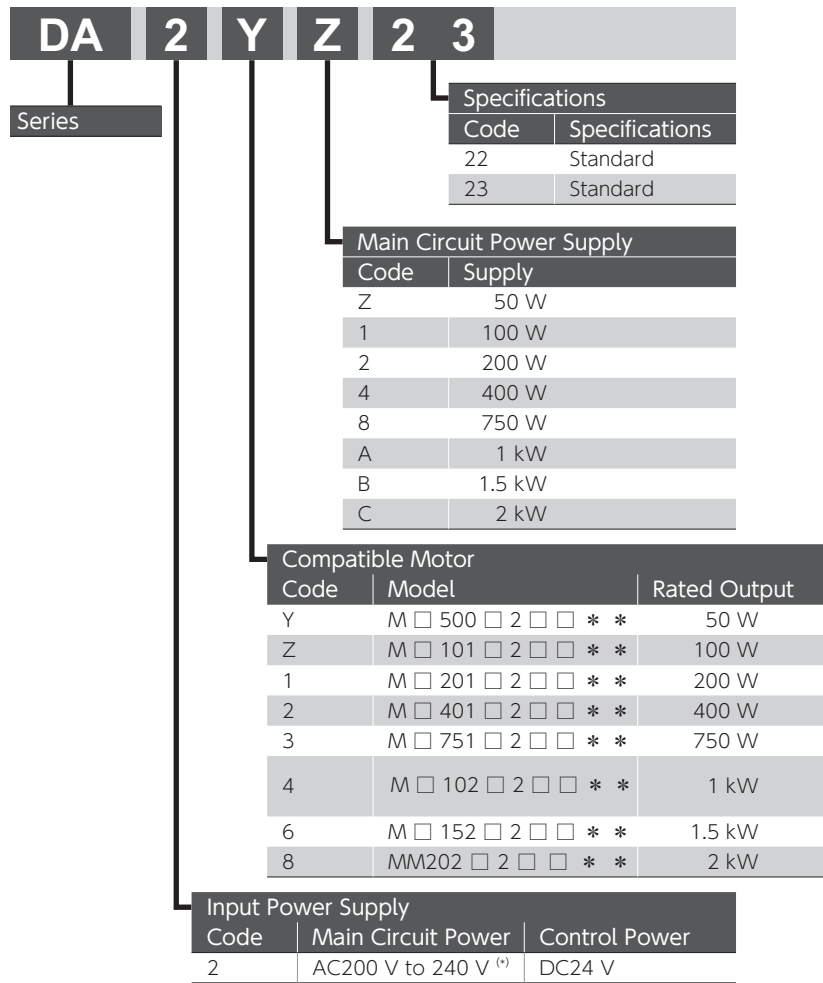 DA 2 Y Z 2 3
Series
Specifications
Code Specifications
22 Standard
23 Standard
Main Circuit Power Supply
Code Supply
Z 50 W
1 100 W
2 200 W
4 400 W
8 750 W
A 1 kW
B 1.5 kW
C 2 kW
Compatible Motor
Code Model Rated Output
Y M □ 500 □ 2 □ □ * * 50 W
Z M □ 101 □ 2 □ □ * * 100 W
1 M □ 201 □ 2 □ □ * * 200 W
2 M □ 401 □ 2 □ □ * * 400 W
3 M □ 751 □ 2 □ □ * * 750 W
4 M □ 102 □ 2 □ □ * * 1 kW
6 M □ 152 □ 2 □ □ * * 1.5 kW
8 MM202 □ 2 □ □ * * 2 kW
Input Power Supply
Code Main Circuit Power Control Power
2 AC200 V to 240 V (*) DC24 V